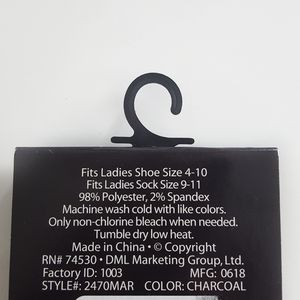 Fits Ladies Shoe Size 4-10
Fits Ladies Sock Size 9-11
98% Polyester, 2% Spandex
Machine wash cold with like colors.
Only non-chlorine bleach when needed.
Tumble dry low heat.
Made in China • © Copyright
RN# 74530 • DML Marketing Group, Ltd.
Factory ID: 1003 MFG: 0618
STYLE#: 2470MAR COLOR: CHARCOAL